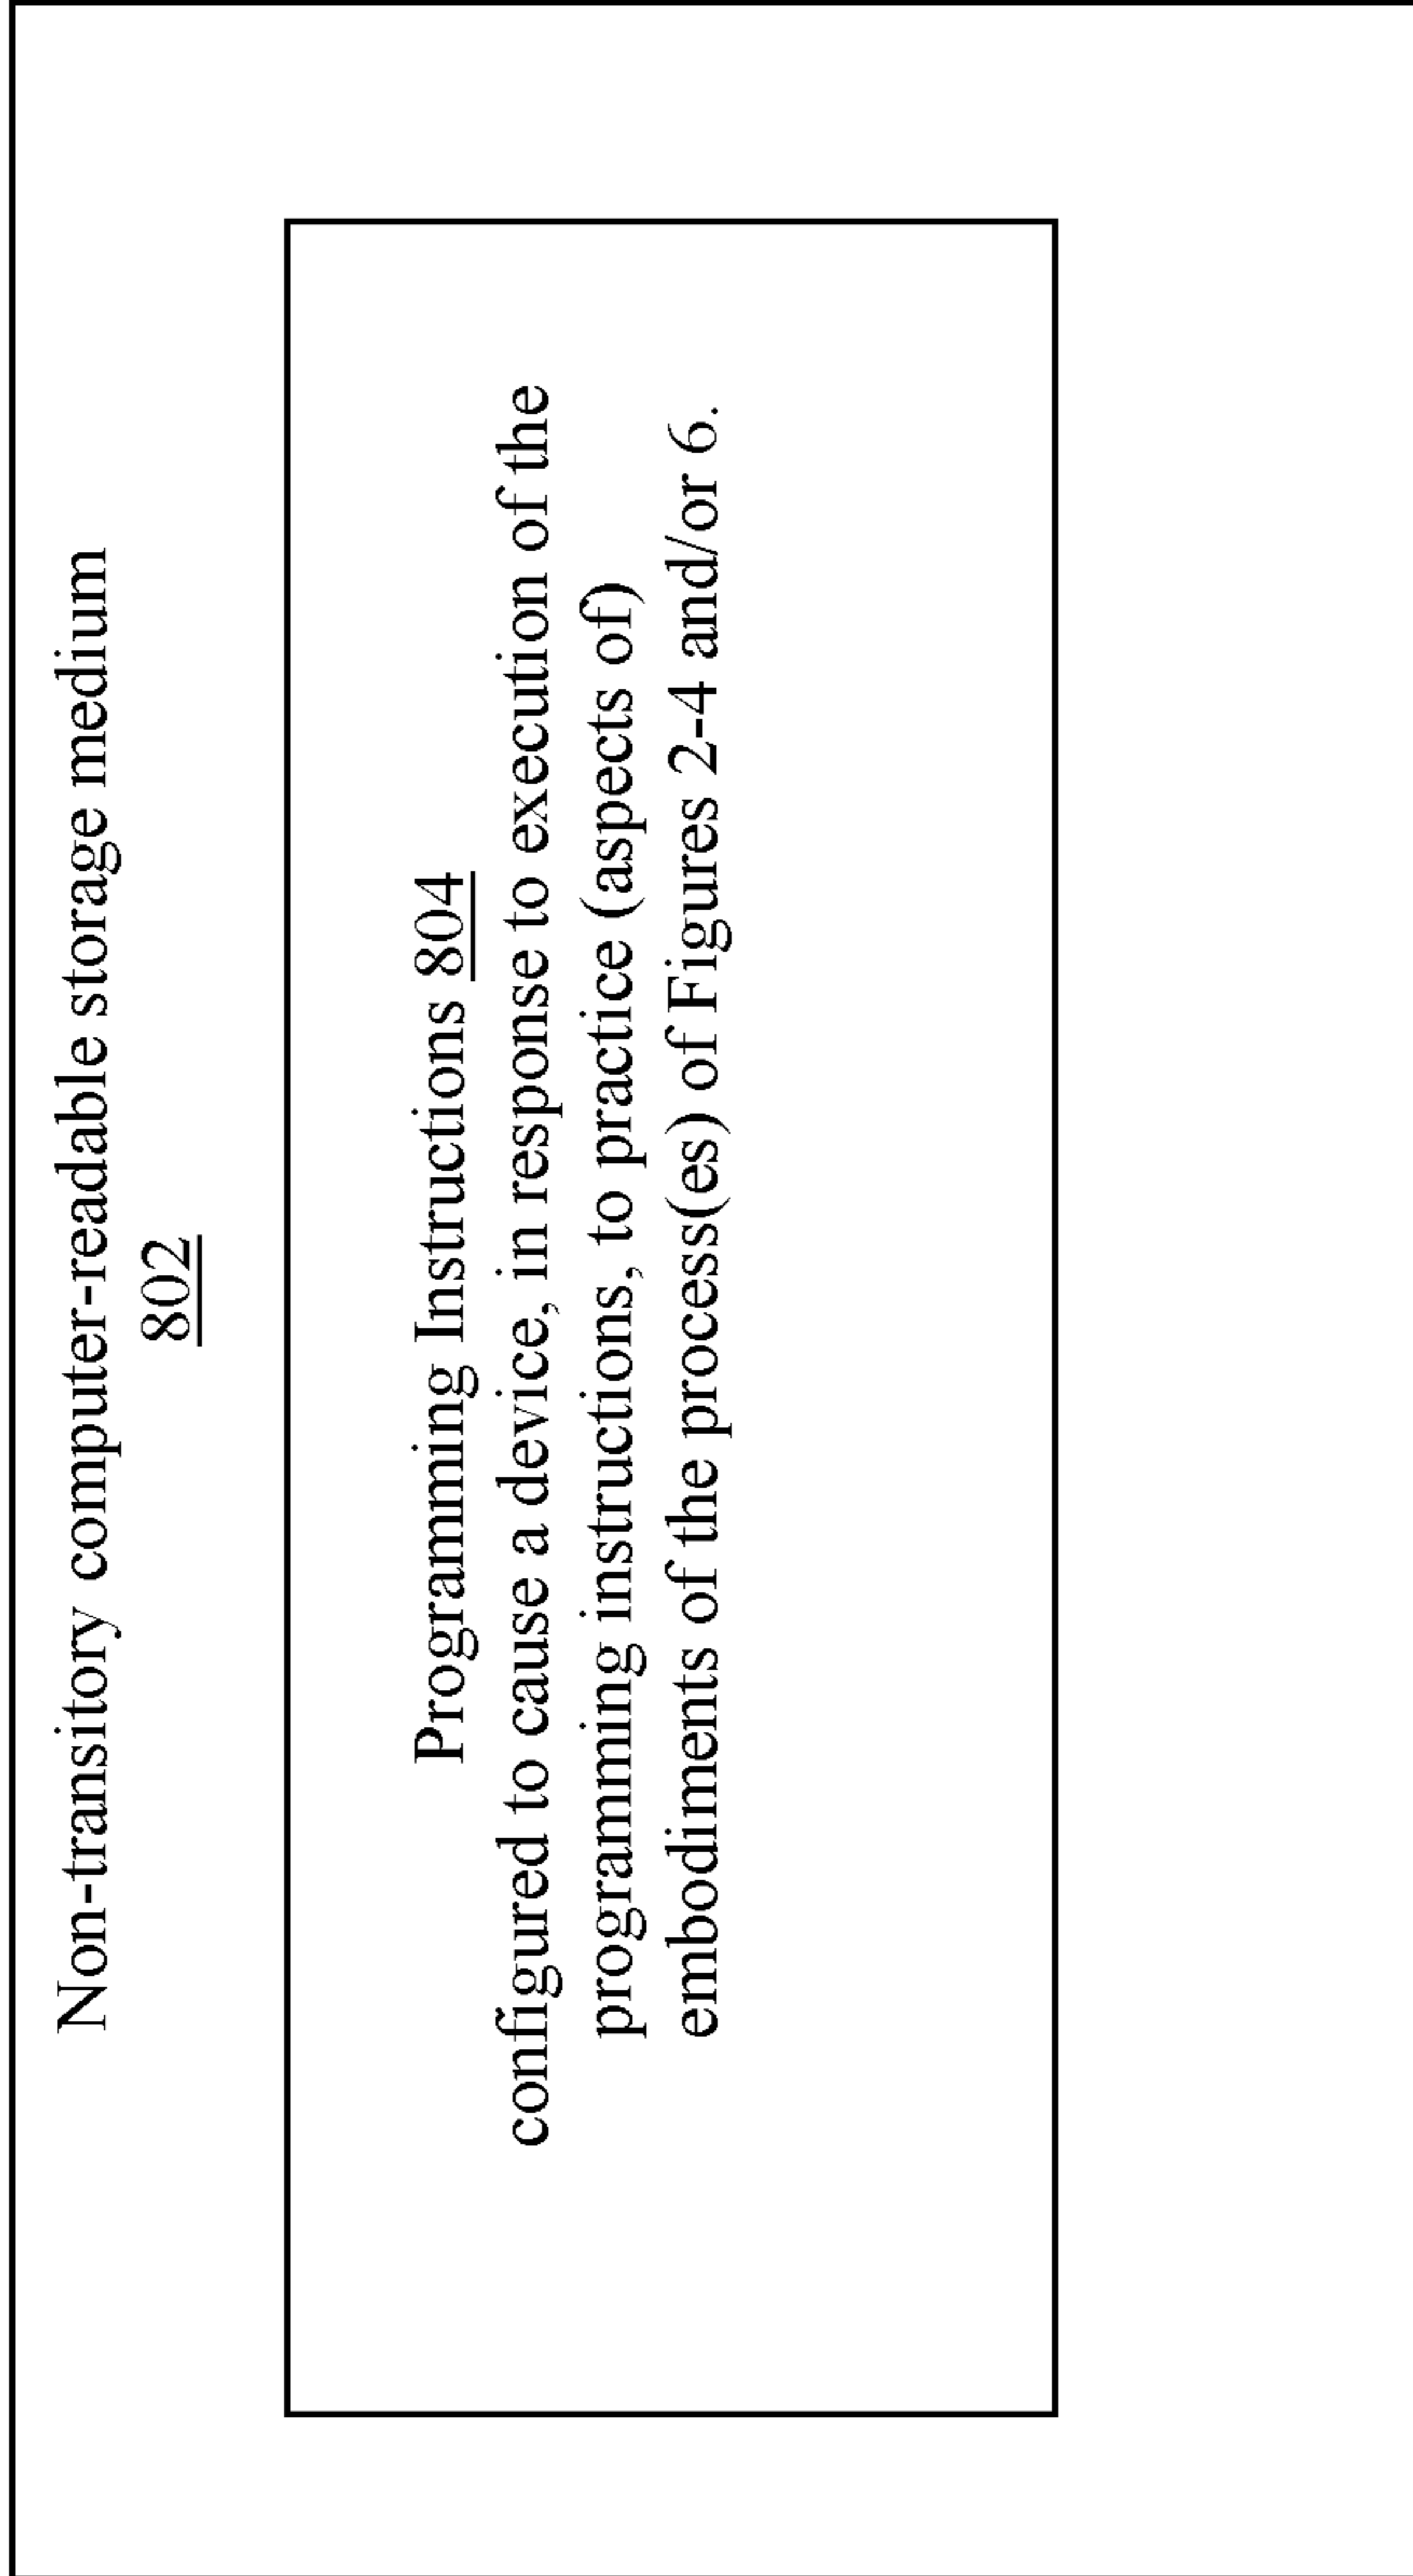 Non-transitory computer-readable storage medium
802
Programming Instructions 804
configured to cause a device, in response to execution of the
programming instructions, to practice (aspects of)
embodiments of the process(es) of Figures 2-4 and/or 6.